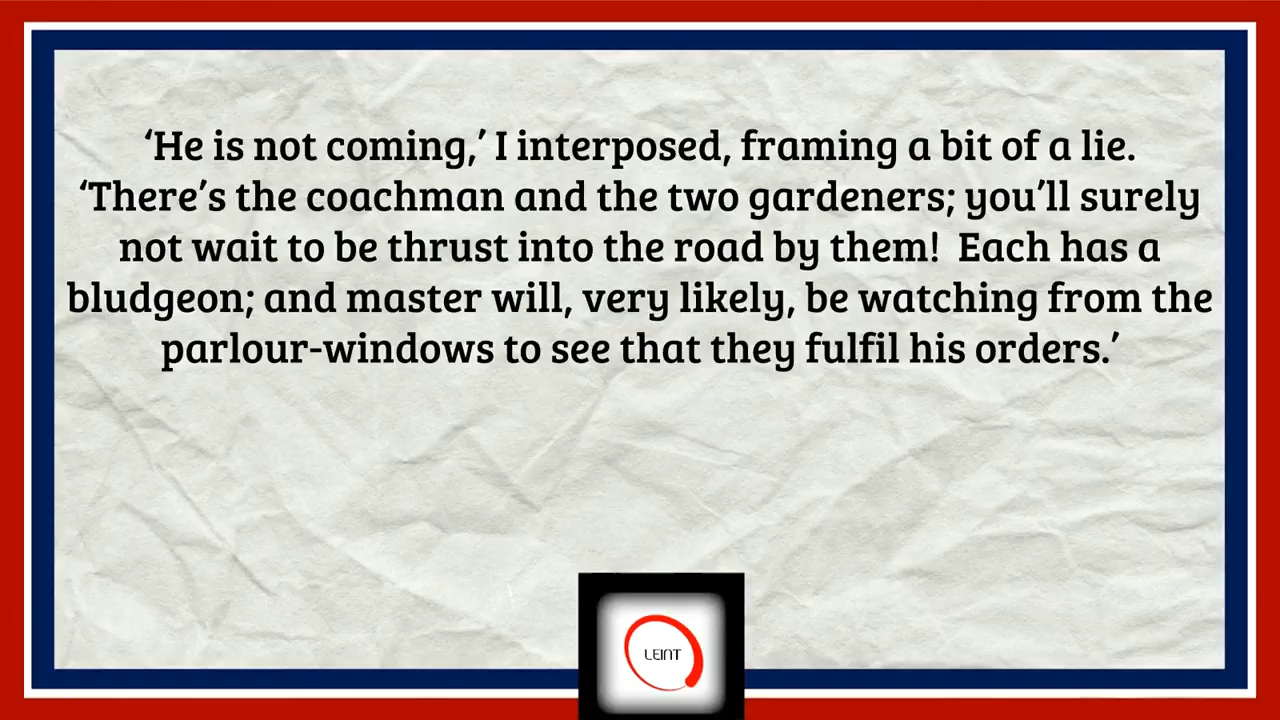 ‘He is not coming,’ I interposed, framing a bit of a lie.
‘There’s the coachman and the two gardeners; you’ll surely
not wait to be thrust into the road by them!  Each has a
bludgeon; and master will, very likely, be watching from the
parlour-windows to see that they fulfil his orders.’
LEINT